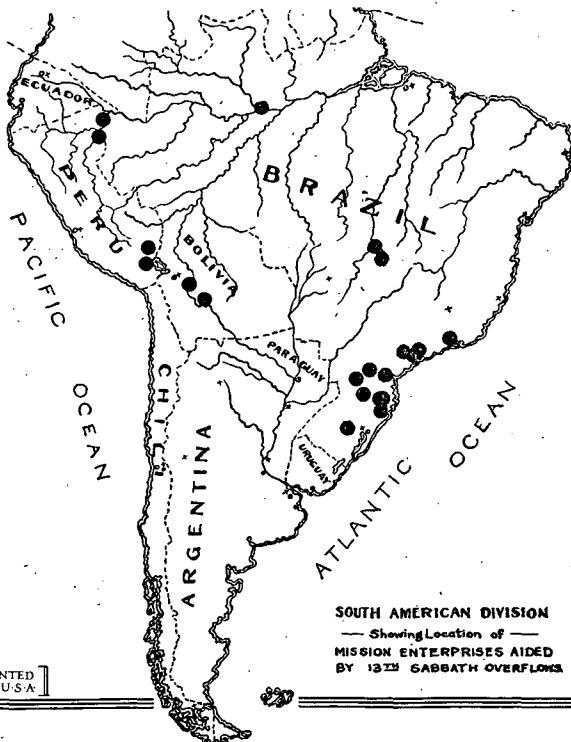 ECUADOR
PERU
BRAZIL
BOLIVIA
PACIFIC
OCEAN
PARAGUAY
CHILE
ARGENTINA
URUGUAY
ATLANTIC OCEAN
SOUTH AMERICAN DIVISION
— Showing Location of —
MISSION ENTERPRISES AIDED
BY 13TH SABBATH OVERFLOWS
NTED
U·S·A·